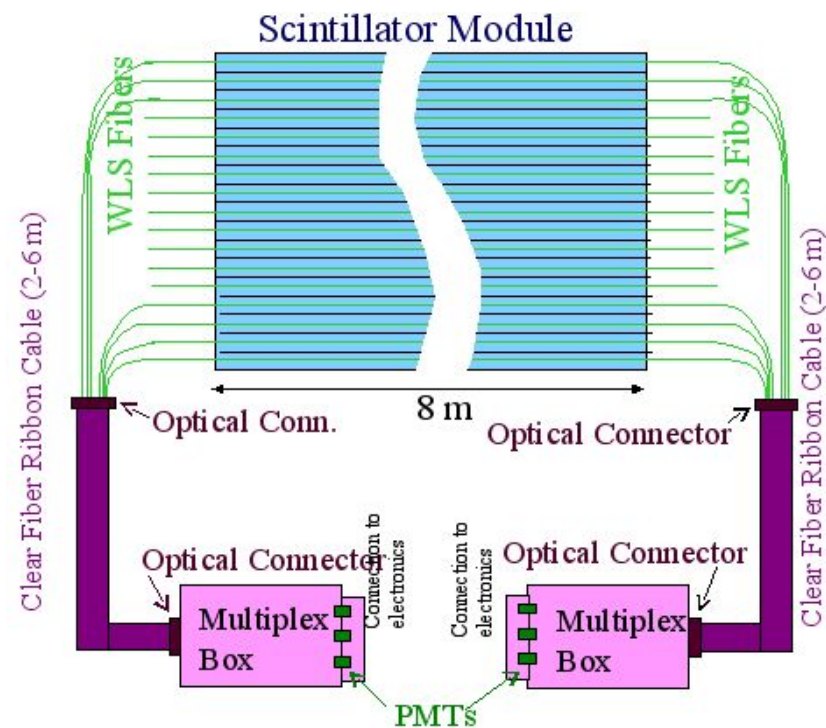 Scintillator Module
WLS Fibers
WLS Fibers
Clear Fiber Ribbon Cable (2-6 m)
Clear Fiber Ribbon Cable (2-6 m)
8 m
Optical Conn.
Optical Connector
Optical Connector
Connection to
electronics
Connection to
electronics
Optical Connector
Multiplex
Box
Multiplex
Box
PMTs